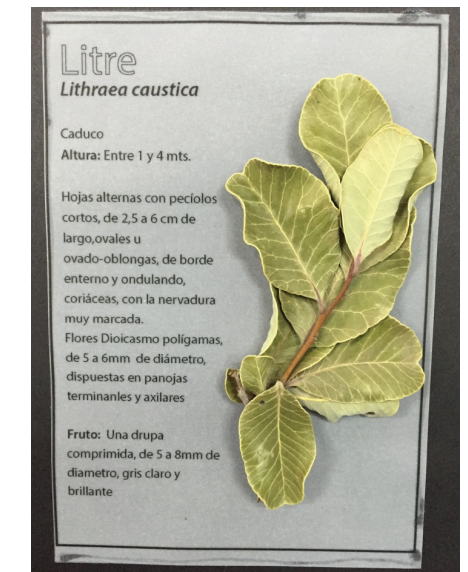 Litre
Lithraea caustica
Caduco
Altura: Entre 1 y 4 mts.
Hojas alternas con pecíolos
cortos, de 2,5 a 6 cm de
largo,ovales u
ovado-oblongas, de borde
enterno y ondulando,
coriáceas, con la nervadura
muy marcada.
Flores Dioicasmo polígamas,
de 5 a 6mm de diámetro,
dispuestas en panojas
terminanles y axilares
Fruto: Una drupa
comprimida, de 5 a 8mm de
diametro, gris claro y
brillante